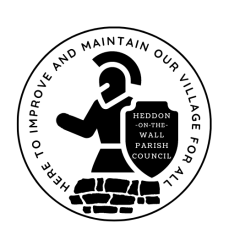 HERE TO IMPROVE AND MAINTAIN OUR VILLAGE FOR ALL
HEDDON
-ON-THE-
WALL
PARISH
COUNCIL